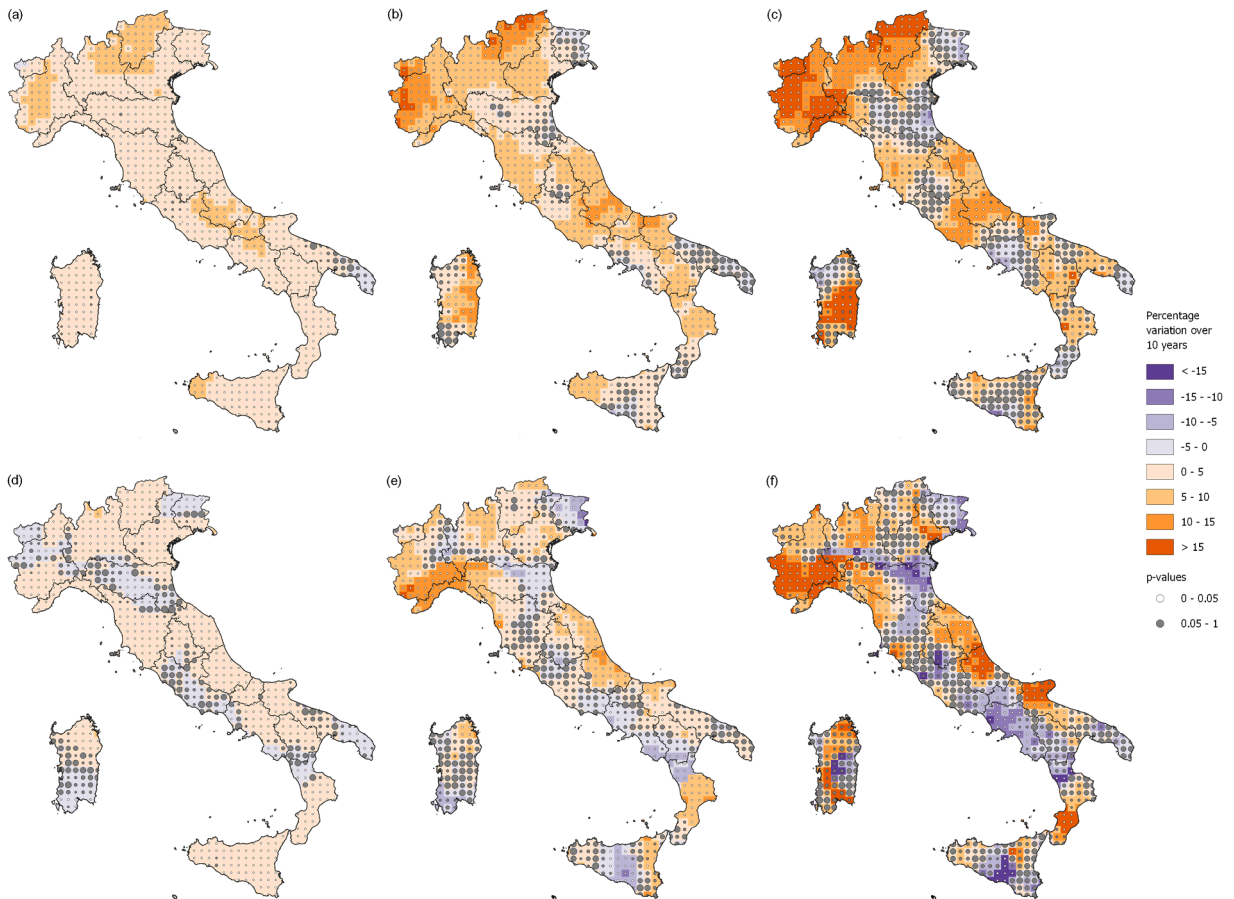 (a)
(b)
(c)
Percentage
variation over
10 years
< -15
-15 - -10
-10 - -5
-5 - 0
0 - 5
5 - 10
10 - 15
> 15
p-values
0 - 0.05
0.05 - 1
(d)
(e)
(f)